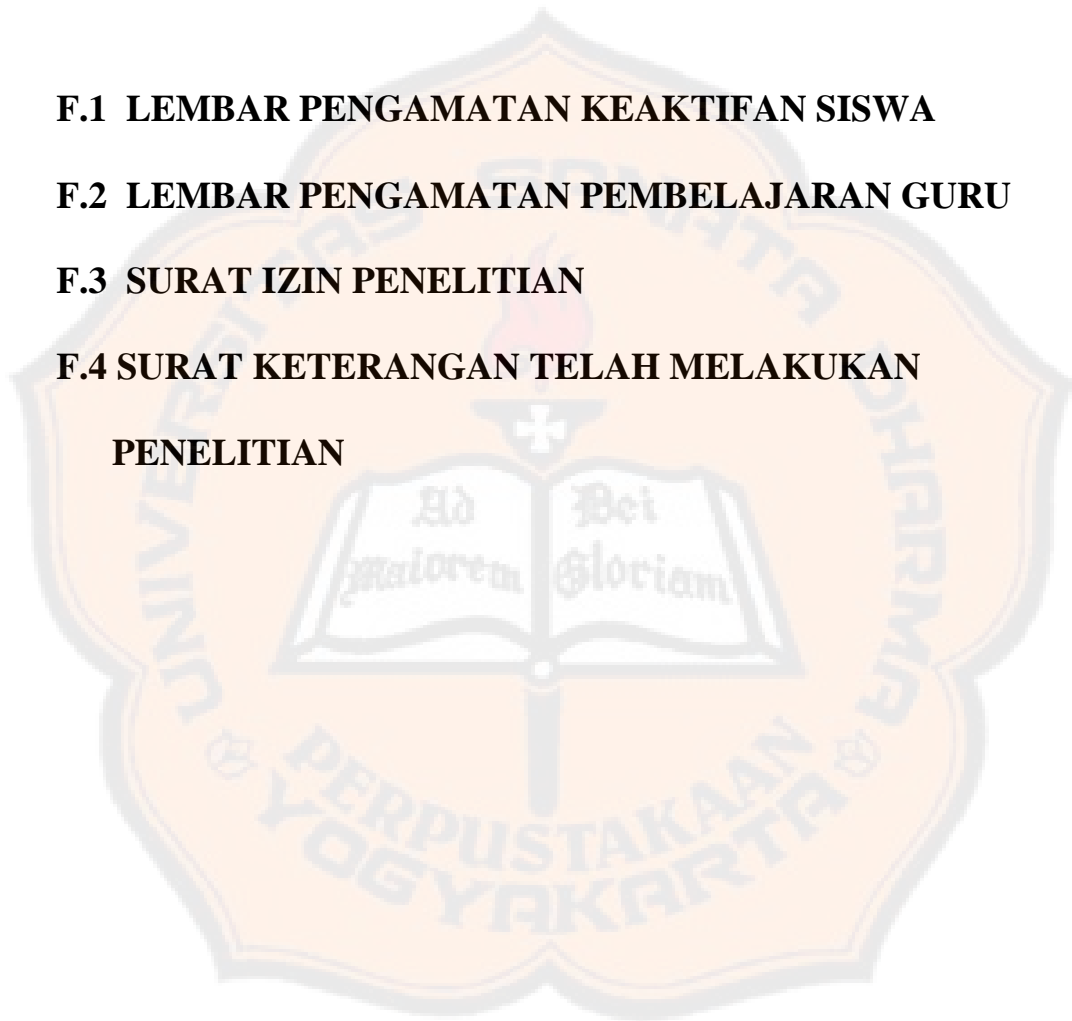 F.1 LEMBAR PENGAMATAN KEAKTIFAN SISWA
F.2 LEMBAR PENGAMATAN PEMBELAJARAN GURU
F.3 SURAT IZIN PENELITIAN
F.4 SURAT KETERANGAN TELAH MELAKUKAN
PENELITIAN
UNIVERSITAS SANATA DHARMA
Ad Dei
Maiorem Gloriam
PERPUSTAKAAN
YOGYAKARTA